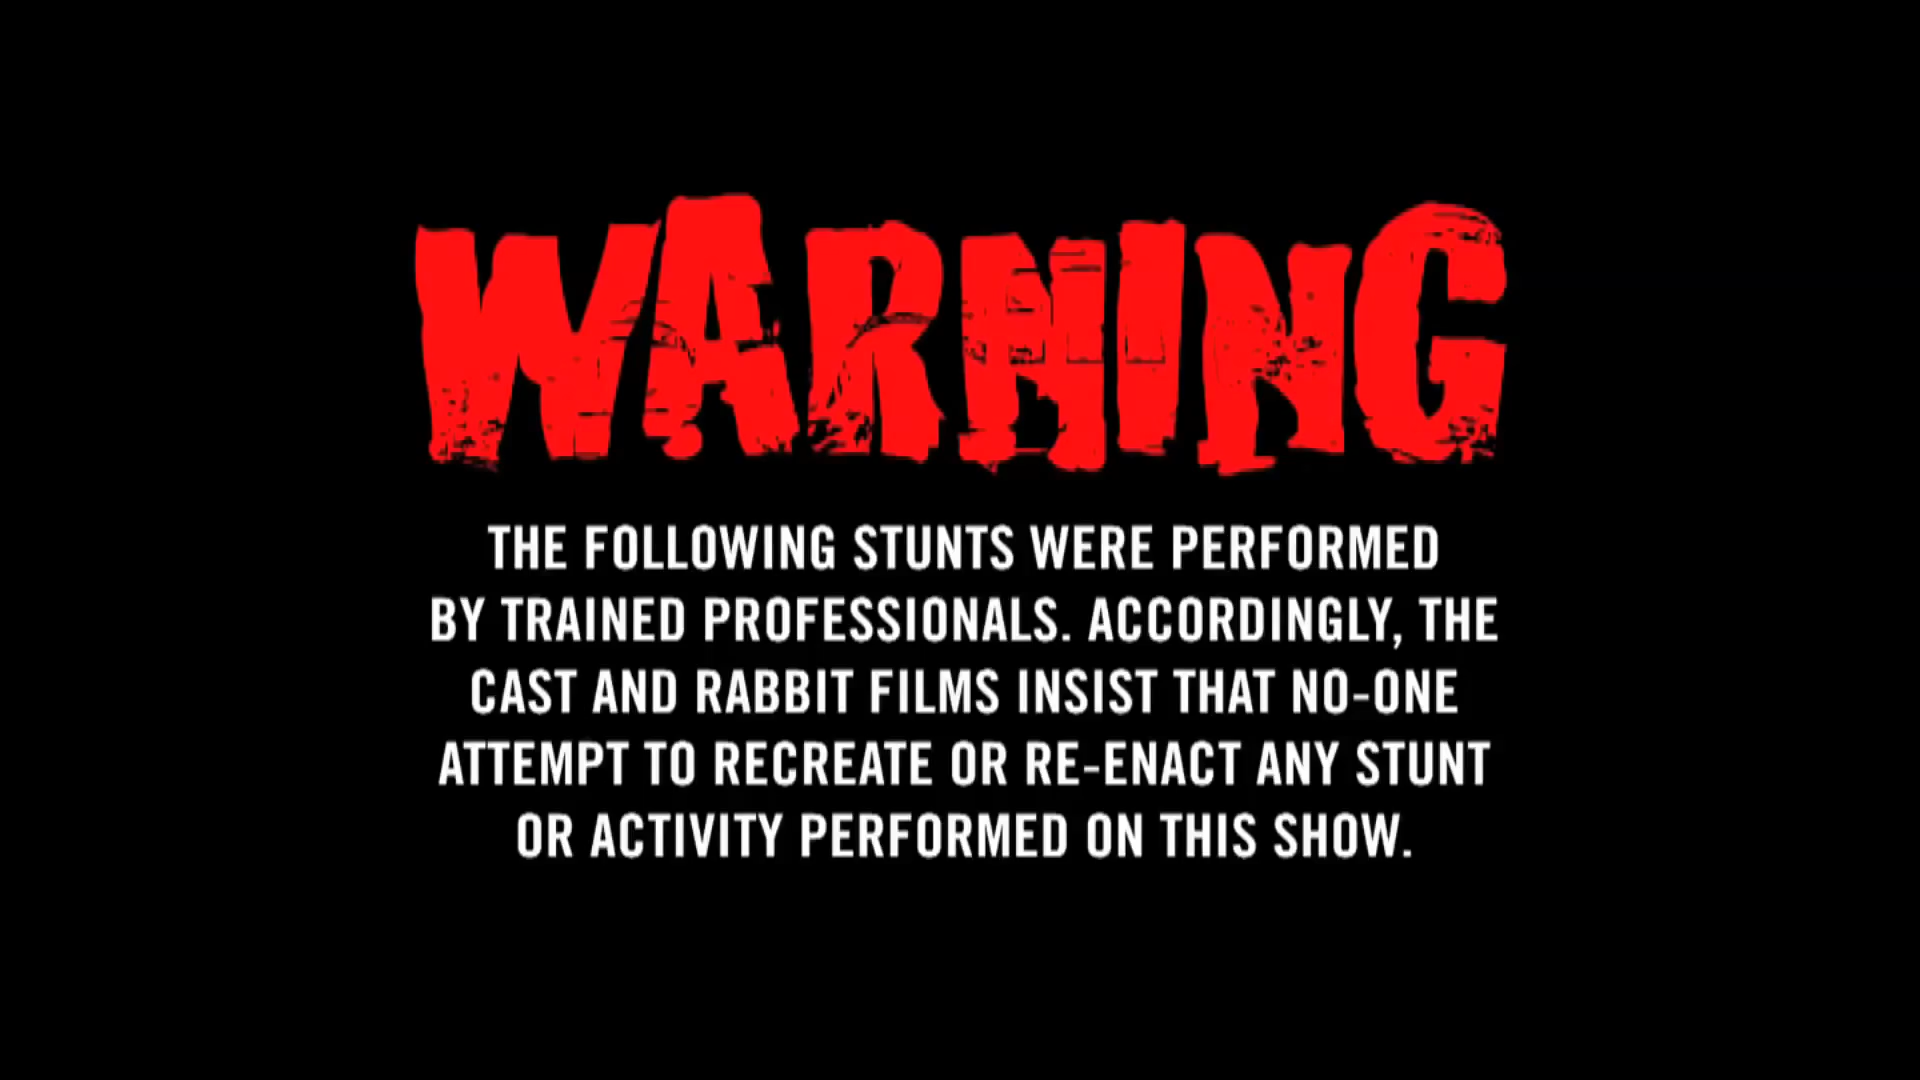 WARNING
THE FOLLOWING STUNTS WERE PERFORMED
BY TRAINED PROFESSIONALS. ACCORDINGLY, THE
CAST AND RABBIT FILMS INSIST THAT NO-ONE
ATTEMPT TO RECREATE OR RE-ENACT ANY STUNT
OR ACTIVITY PERFORMED ON THIS SHOW.